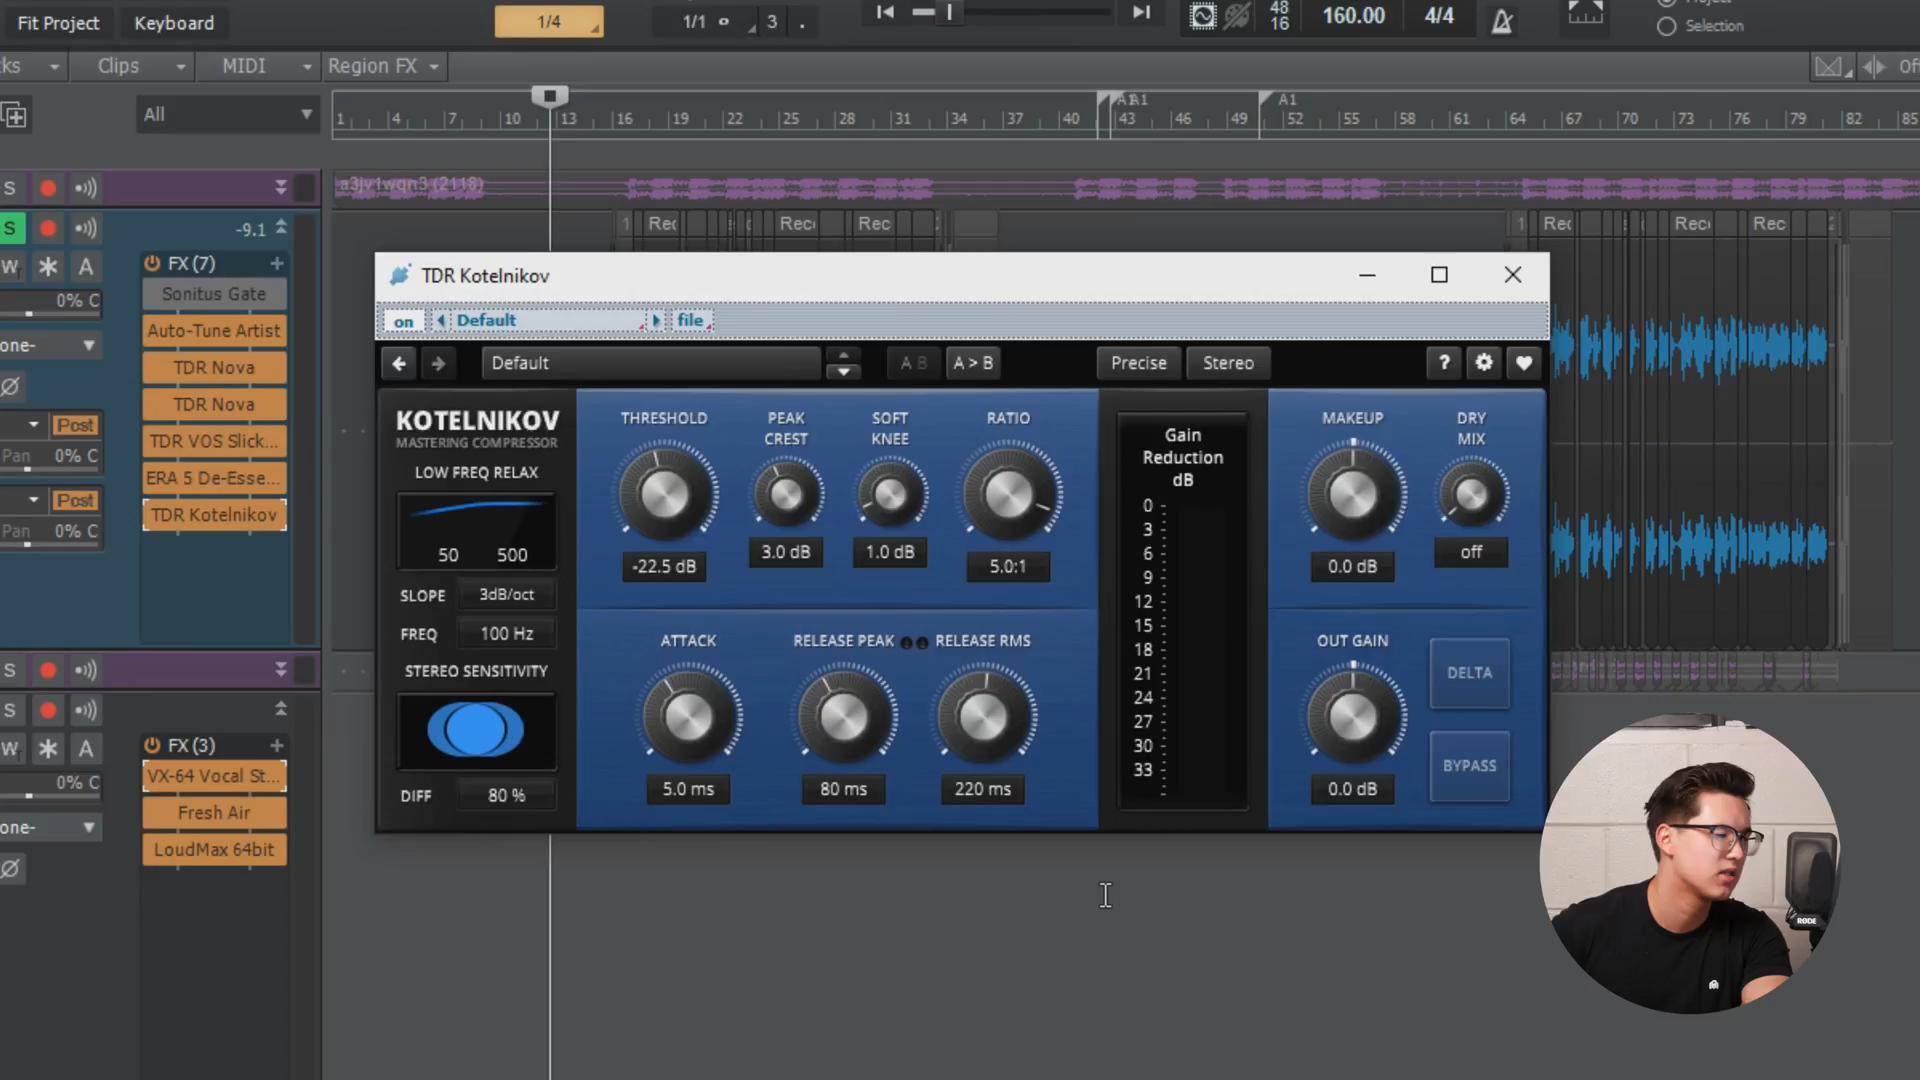 Fit Project
Keyboard
1/4
1/1
3
48
16
160.00
4/4
Selection
Clips
MIDI
Region FX
All
1 4 7 10 13 16 19 22 25 28 31 34 37 40 43 46 49 52 55 58 61 64 67 70 73 76 79 82 85
A1
A1
S
a3jv1wqn3 (2118)
S
-9.1
1
Rec
Rec
Rec
1
Rec
Rec
Rec
W
A
FX (7)
0% C
Sonitus Gate
Auto-Tune Artist
TDR Nova
TDR Nova
TDR VOS Slick...
ERA 5 De-Esse...
TDR Kotelnikov
one-
Post
Pan
0% C
Post
Pan
0% C
S
S
W
A
FX (3)
0% C
VX-64 Vocal St...
Fresh Air
LoudMax 64bit
one-
TDR Kotelnikov
on
Default
file
Default
A B
A > B
Precise
Stereo
?
KOTELNIKOV
MASTERING COMPRESSOR
LOW FREQ RELAX
50 500
SLOPE 3dB/oct
FREQ 100 Hz
STEREO SENSITIVITY
DIFF 80 %
THRESHOLD
-22.5 dB
PEAK
CREST
3.0 dB
SOFT
KNEE
1.0 dB
RATIO
5.0:1
ATTACK
5.0 ms
RELEASE PEAK
80 ms
RELEASE RMS
220 ms
Gain
Reduction
dB
0
3
6
9
12
15
18
21
24
27
30
33
MAKEUP
0.0 dB
DRY
MIX
off
OUT GAIN
0.0 dB
DELTA
BYPASS
RØDE